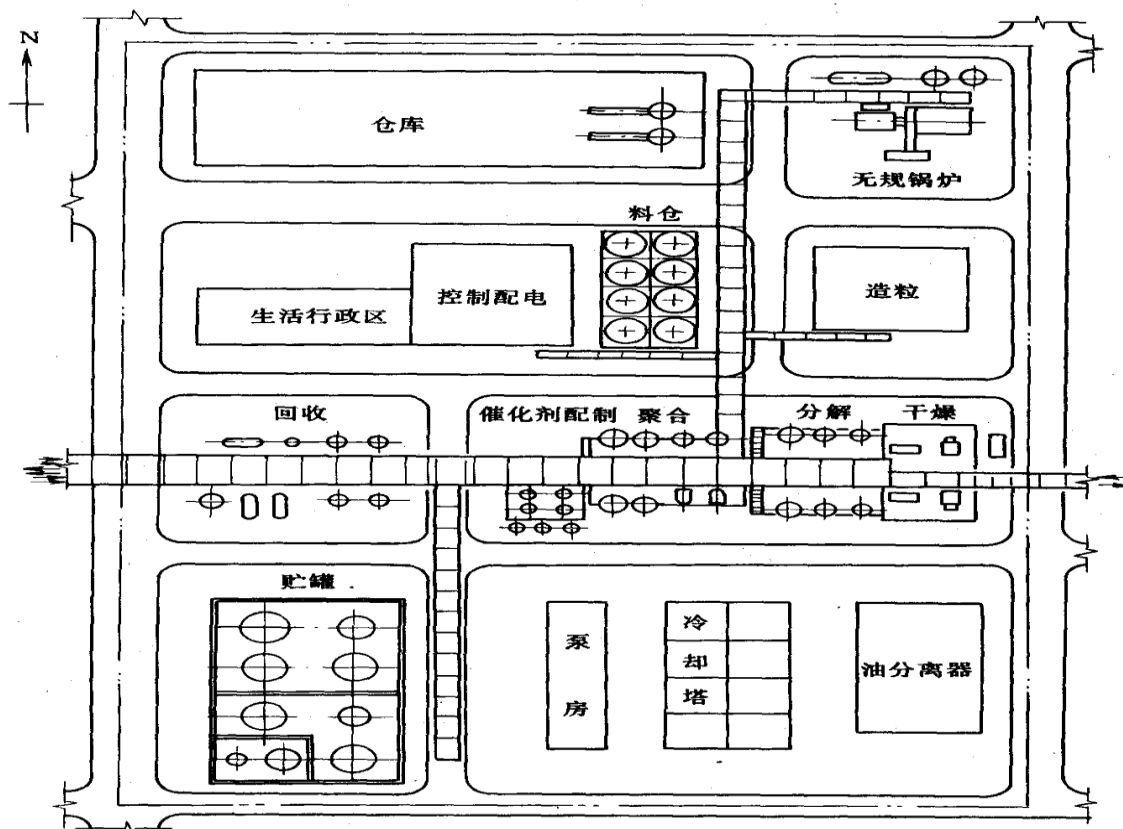 N
仓库
无规锅炉
料仓
控制配电
生活行政区
造粒
回收
催化剂配制
聚合
分解
干燥
贮罐
泵房
冷却塔
油分离器